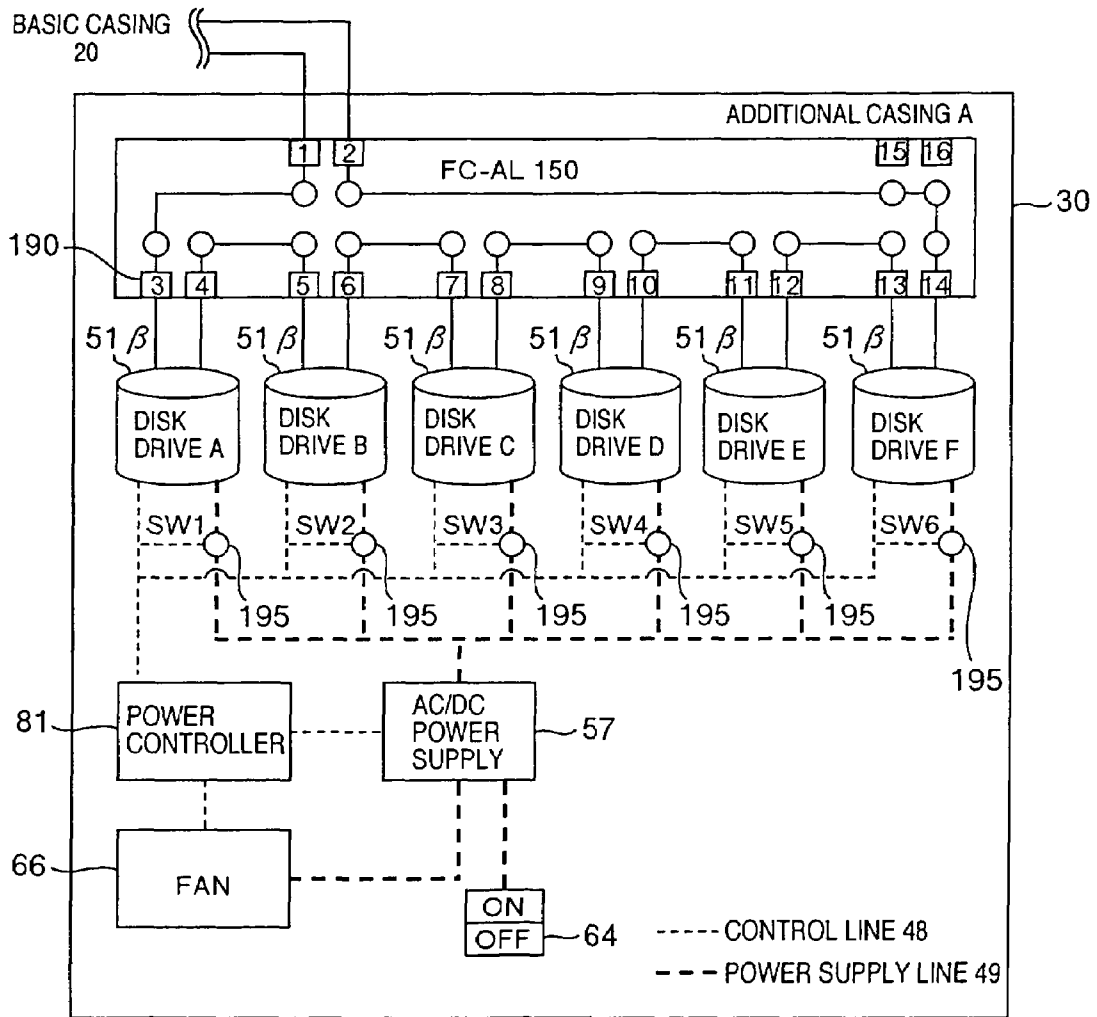 BASIC CASING
20
ADDITIONAL CASING A
1 2 15 16
FC-AL 150
30
190
3 4 5 6 7 8 9 10 11 12 13 14
51β 51β 51β 51β 51β 51β
DISK DRIVE A
DISK DRIVE B
DISK DRIVE C
DISK DRIVE D
DISK DRIVE E
DISK DRIVE F
SW1 SW2 SW3 SW4 SW5 SW6
195 195 195 195 195 195
81
POWER
CONTROLLER
AC/DC
POWER
SUPPLY
57
66
FAN
ON
OFF
64
CONTROL LINE 48
POWER SUPPLY LINE 49